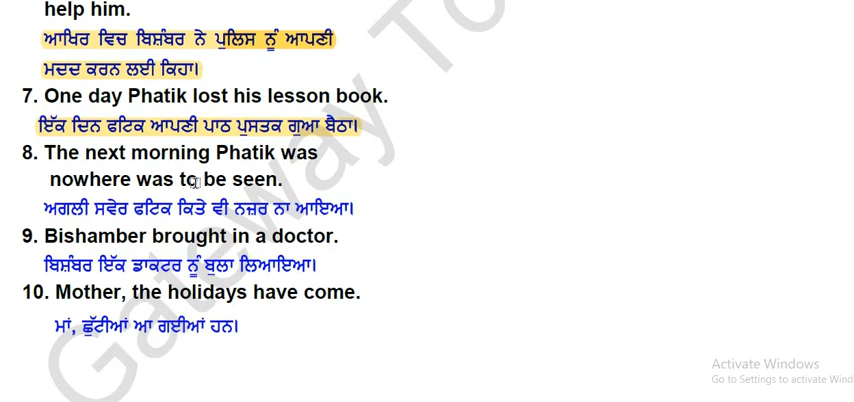 help him.
ਆਖਿਰ ਵਿਚ ਬਿਸ਼ੰਬਰ ਨੇ ਪੁਲਿਸ ਨੂੰ ਆਪਣੀ
ਮਦਦ ਕਰਨ ਲਈ ਕਿਹਾ।
7. One day Phatik lost his lesson book.
ਇੱਕ ਦਿਨ ਫਟਿਕ ਆਪਣੀ ਪਾਠ ਪੁਸਤਕ ਗੁਆ ਬੈਠਾ।
8. The next morning Phatik was
nowhere was to be seen.
ਅਗਲੀ ਸਵੇਰ ਫਟਿਕ ਕਿਤੇ ਵੀ ਨਜ਼ਰ ਨਾ ਆਇਆ।
9. Bishamber brought in a doctor.
ਬਿਸ਼ੰਬਰ ਇੱਕ ਡਾਕਟਰ ਨੂੰ ਬੁਲਾ ਲਿਆਇਆ।
10. Mother, the holidays have come.
ਮਾਂ, ਛੁੱਟੀਆਂ ਆ ਗਈਆਂ ਹਨ।
Gateway To
Activate Windows
Go to Settings to activate Wind